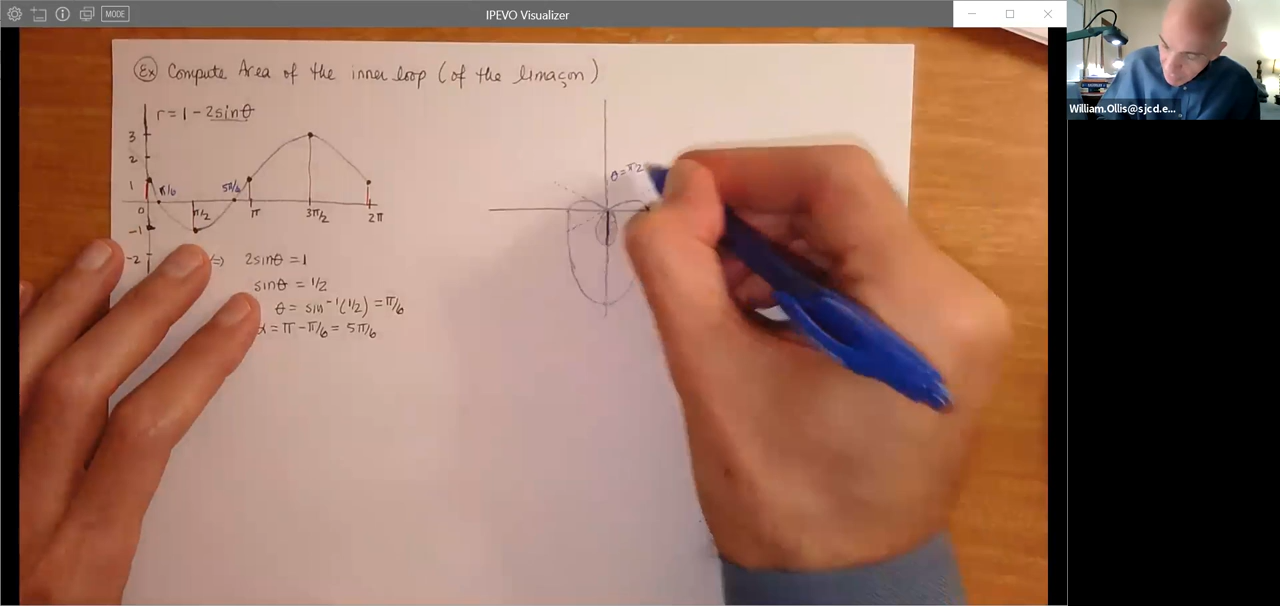 MODE
IPEVO Visualizer
William.Ollis@sjcd.e...
Ex Compute Area of the inner loop (of the limaçon)
r = 1 - 2sinθ
3
2
1
π/6
5π/6
0
π/2
π
3π/2
2π
-1
-2
2sinθ = 1
sinθ = 1/2
θ = sin⁻¹(1/2) = π/6
α = π - π/6 = 5π/6
θ = π/2